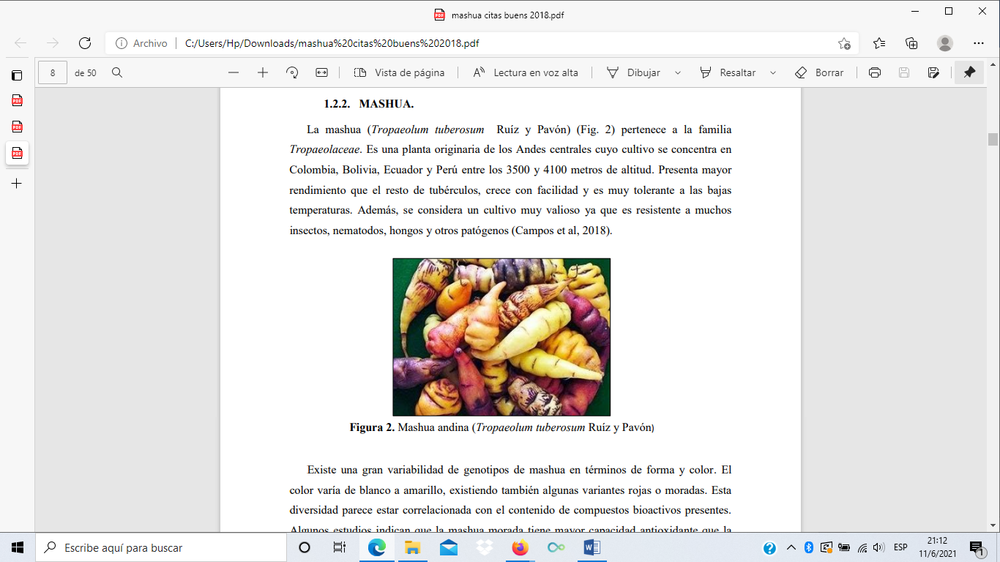 mashua citas buens 2018.pdf
Archivo
C:/Users/Hp/Downloads/mashua%20citas%20buens%202018.pdf
8
de 50
Vista de página
Lectura en voz alta
Dibujar
Resaltar
Borrar
1.2.2. MASHUA.
La mashua (Tropaeolum tuberosum Ruíz y Pavón) (Fig. 2) pertenece a la familia
Tropaeolaceae. Es una planta originaria de los Andes centrales cuyo cultivo se concentra en
Colombia, Bolivia, Ecuador y Perú entre los 3500 y 4100 metros de altitud. Presenta mayor
rendimiento que el resto de tubérculos, crece con facilidad y es muy tolerante a las bajas
temperaturas. Además, se considera un cultivo muy valioso ya que es resistente a muchos
insectos, nematodos, hongos y otros patógenos (Campos et al, 2018).
Figura 2. Mashua andina (Tropaeolum tuberosum Ruíz y Pavón)
Existe una gran variabilidad de genotipos de mashua en términos de forma y color. El
color varía de blanco a amarillo, existiendo también algunas variantes rojas o moradas. Esta
diversidad parece estar correlacionada con el contenido de compuestos bioactivos presentes.
Algunos estudios indican que la mashua morada tiene mayor capacidad antioxidante que la
Escribe aquí para buscar
ESP
21:12
11/6/2021
1